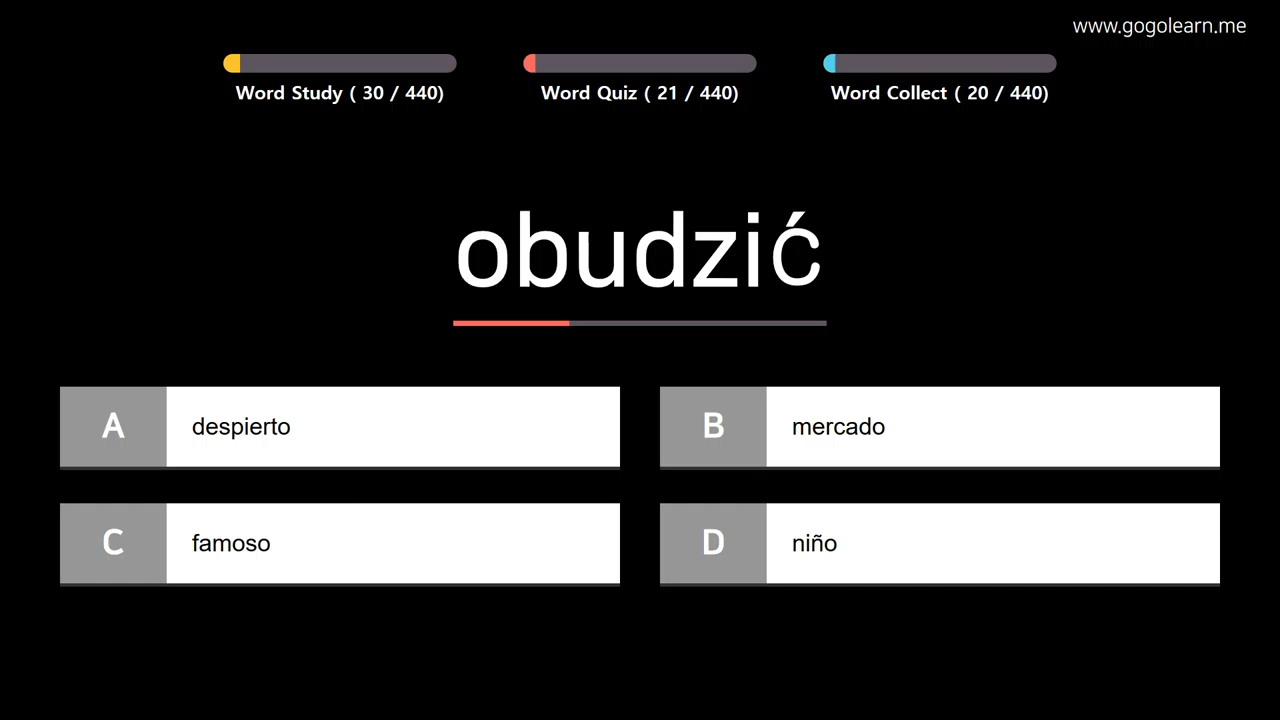 www.gogolearn.me
Word Study ( 30 / 440)
Word Quiz ( 21 / 440)
Word Collect ( 20 / 440)
obudzić
A despierto
B mercado
C famoso
D niño